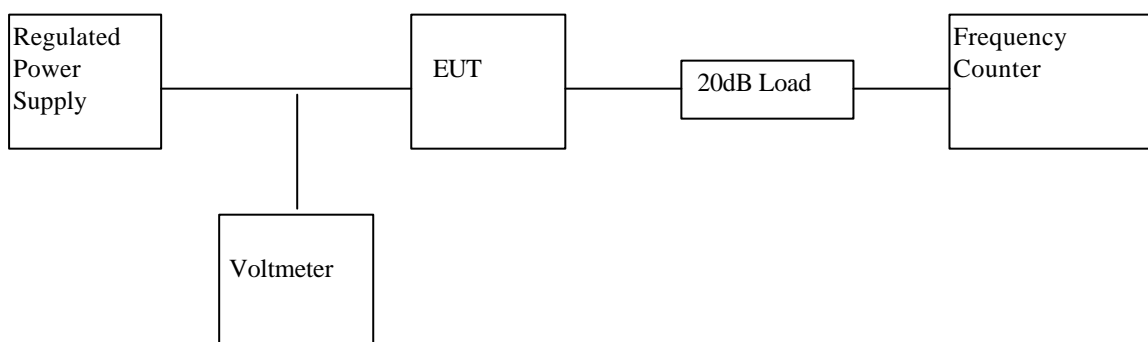 Regulated
Power
Supply
EUT
20dB Load
Frequency
Counter
Voltmeter